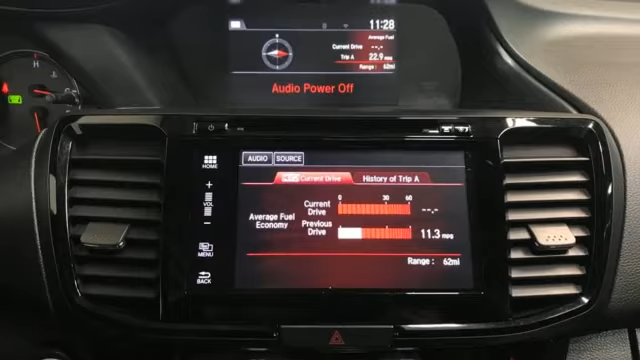 11:28
Average Fuel
Current Drive --.-
Trip A 22.9 mpg
Range: 62mi
Audio Power Off
H
AUDIO SOURCE
HOME
Current Drive History of Trip A
+
VOL
-
0 30 60
Current Drive --.-
Average Fuel Economy
Previous Drive 11.3 mpg
MENU
Range : 62mi
BACK